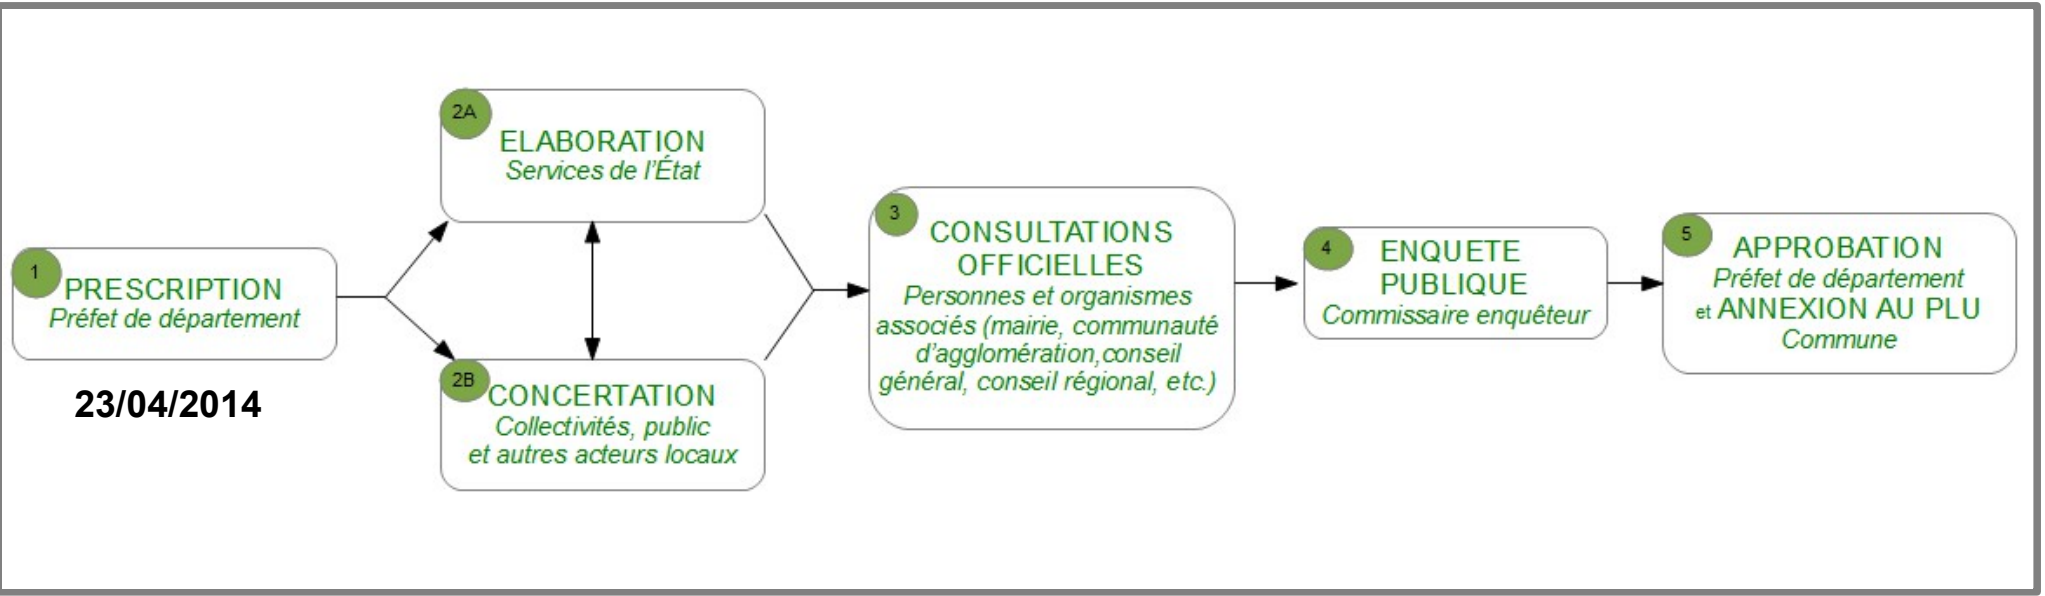 1
PRESCRIPTION
Préfet de département
23/04/2014
2A
ELABORATION
Services de l'État
2B
CONCERTATION
Collectivités, public
et autres acteurs locaux
3
CONSULTATIONS
OFFICIELLES
Personnes et organismes
associés (mairie, communauté
d'agglomération,conseil
général, conseil régional, etc.)
4
ENQUETE
PUBLIQUE
Commissaire enquêteur
5
APPROBATION
Préfet de département
et ANNEXION AU PLU
Commune